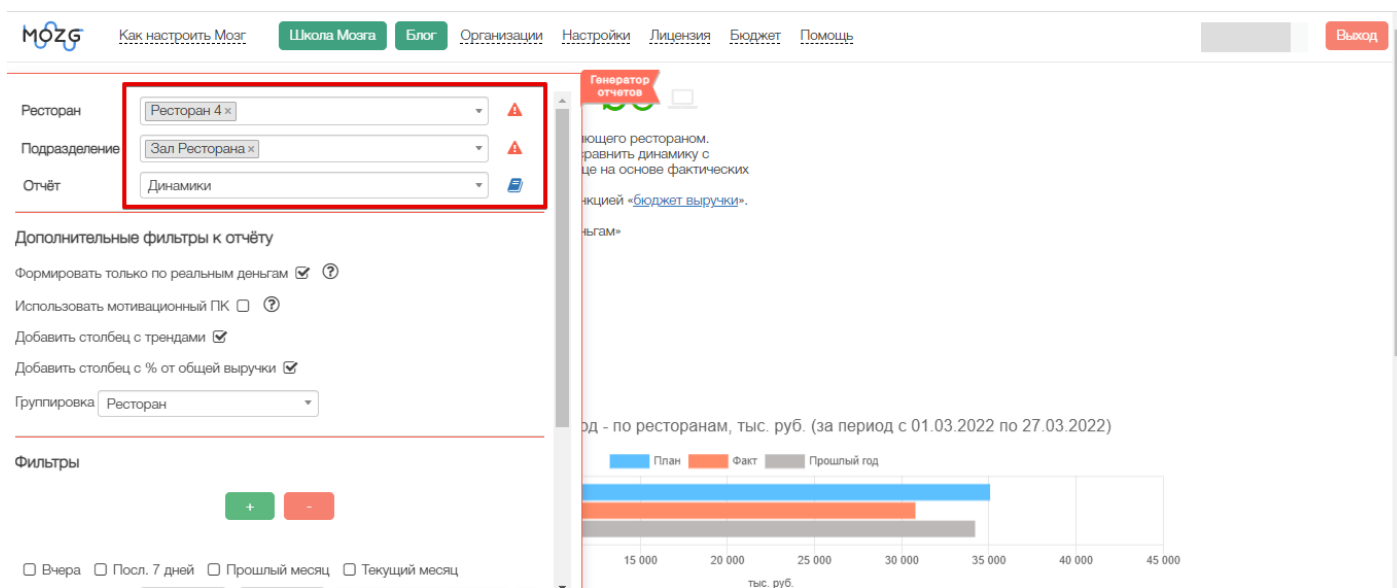 MOZG Как настроить Мозг Школа Мозга Блог Организации Настройки Лицензия Бюджет Помощь Выход
Генератор
отчетов
Ресторан Ресторан 4 ×
Подразделение Зал Ресторана ×
Отчёт Динамики
Дополнительные фильтры к отчёту
Формировать только по реальным деньгам ?
Использовать мотивационный ПК ?
Добавить столбец с трендами
Добавить столбец с % от общей выручки
Группировка Ресторан
Фильтры
+ -
Вчера Посл. 7 дней Прошлый месяц Текущий месяц
ющего рестораном.
равнить динамику с
це на основе фактических
нкцией «бюджет выручки».
ньгам»
од - по ресторанам, тыс. руб. (за период с 01.03.2022 по 27.03.2022)
План Факт Прошлый год
15 000 20 000 25 000 30 000 35 000 40 000 45 000
тыс. руб.